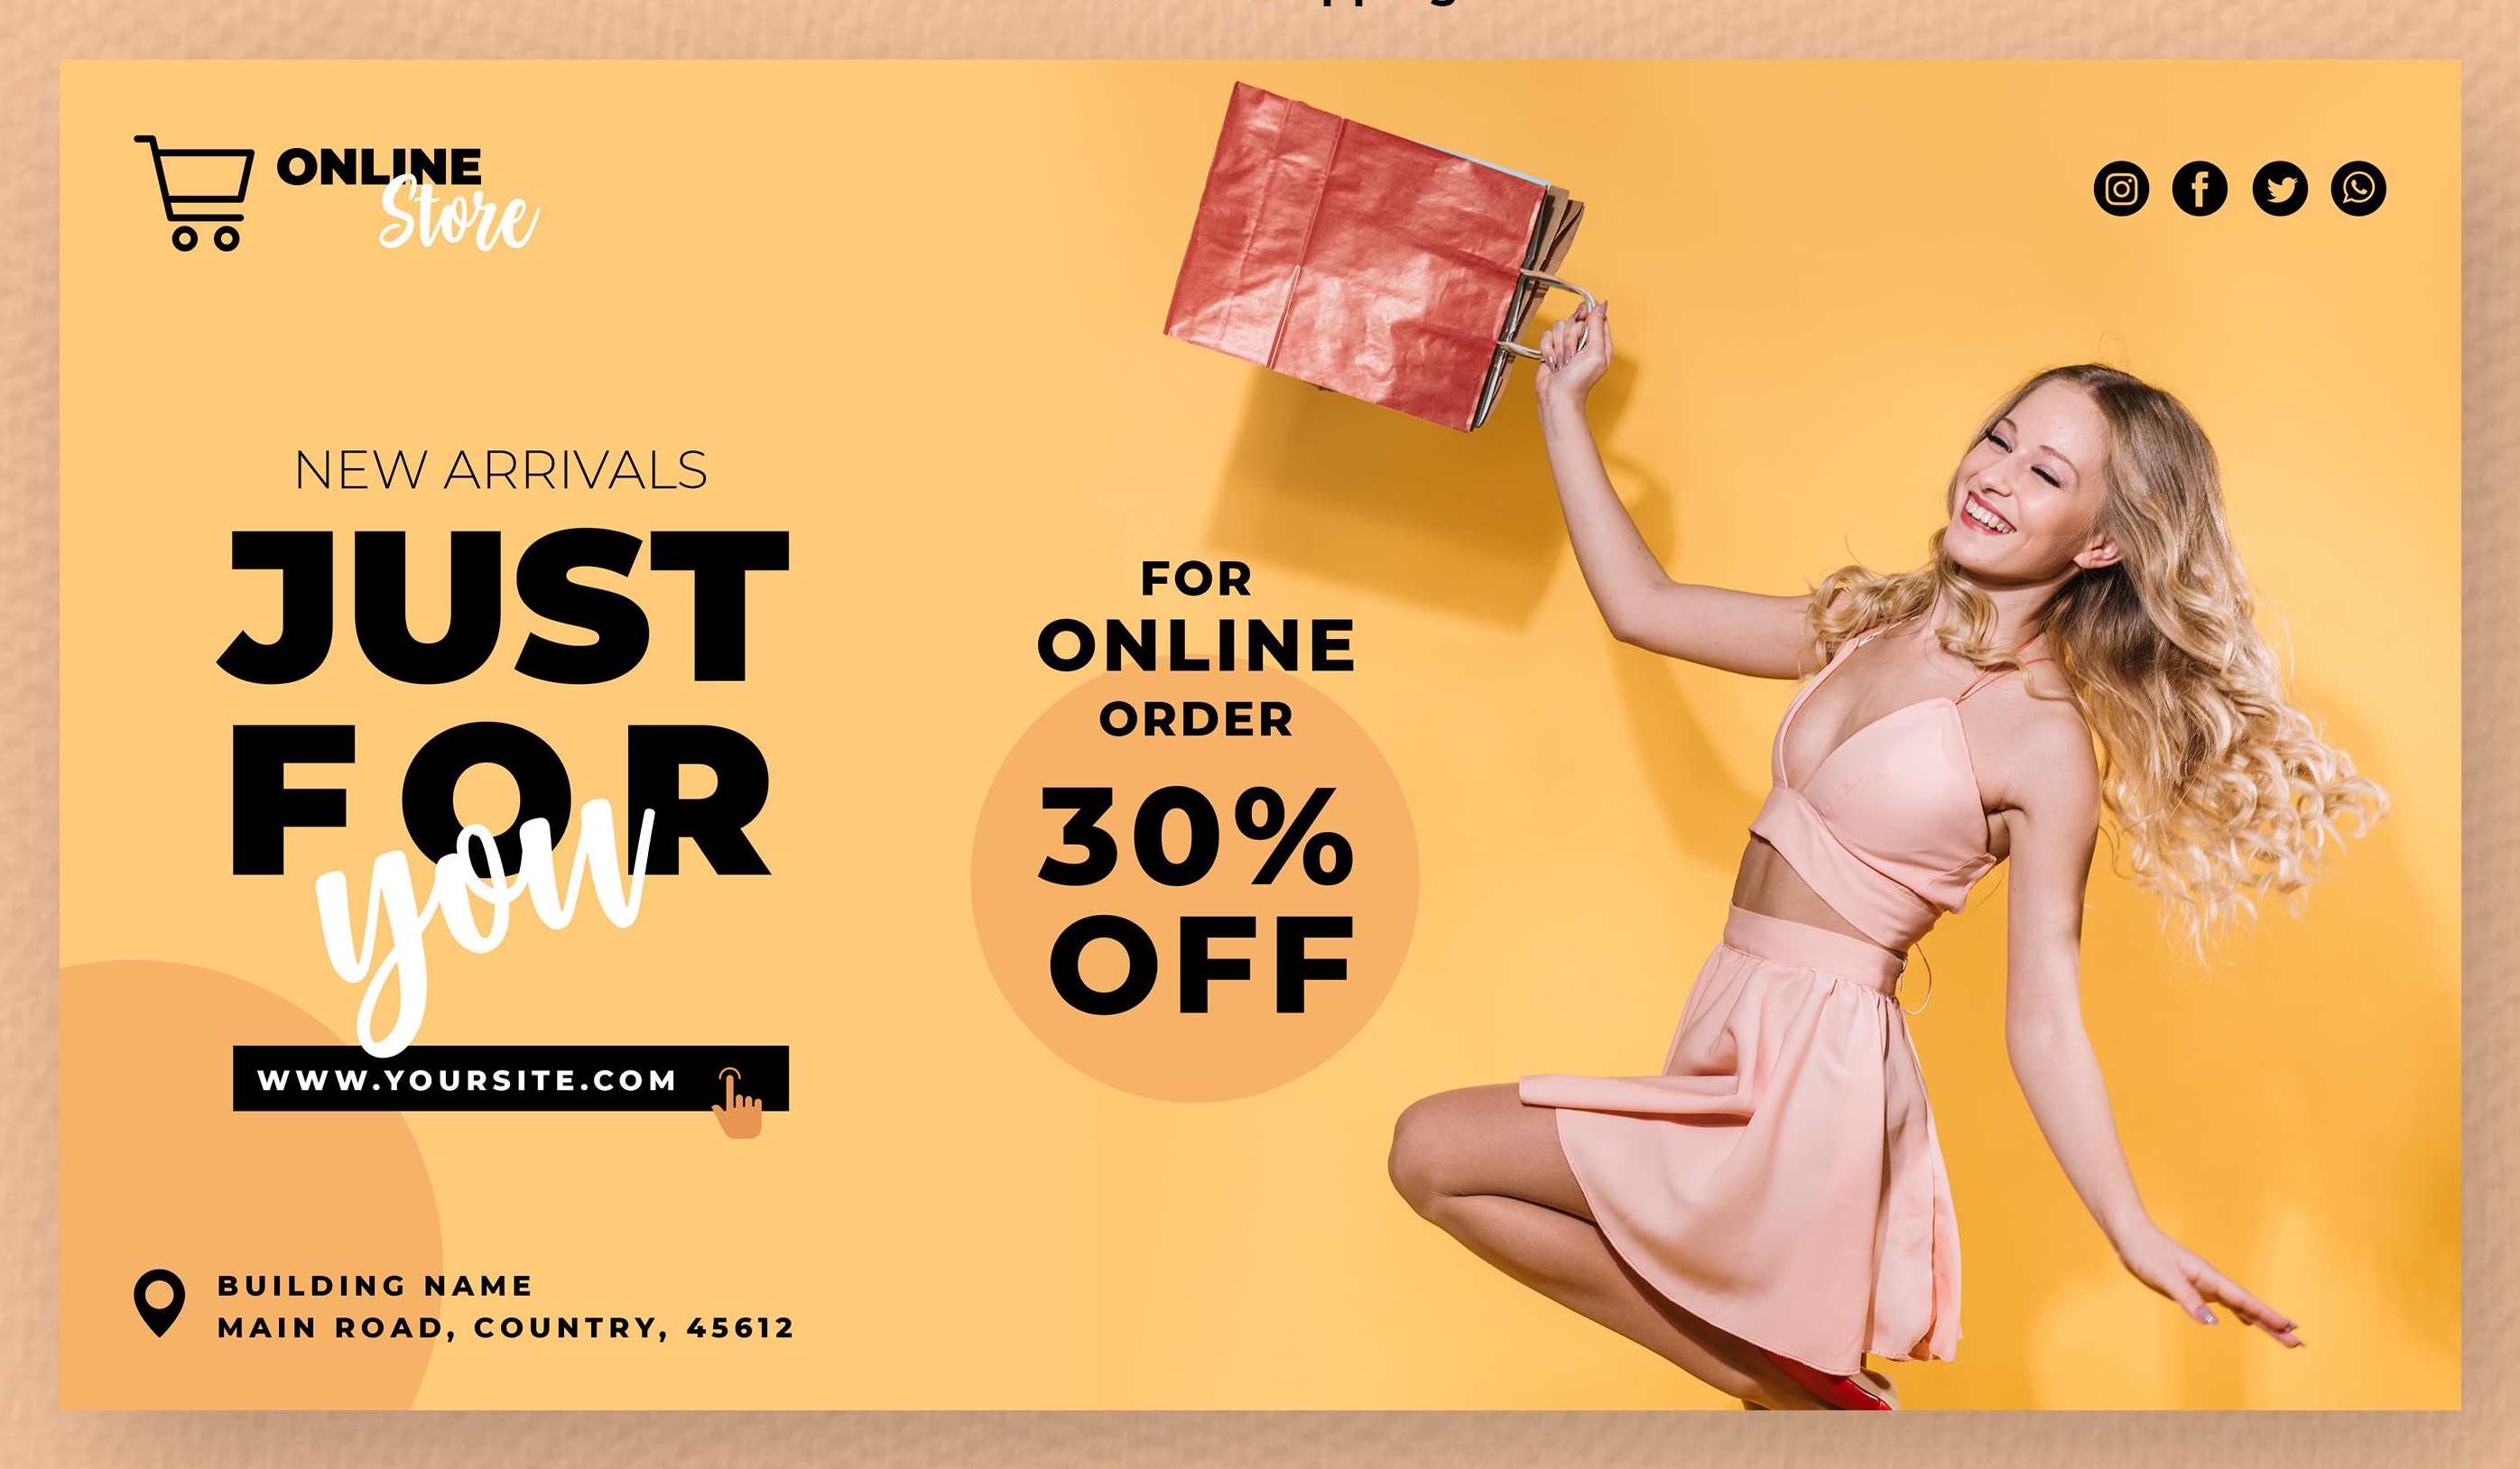 ONLINE
Store
NEW ARRIVALS
JUST
FOR
you
WWW.YOURSITE.COM
FOR
ONLINE
ORDER
30%
OFF
BUILDING NAME
MAIN ROAD, COUNTRY, 45612